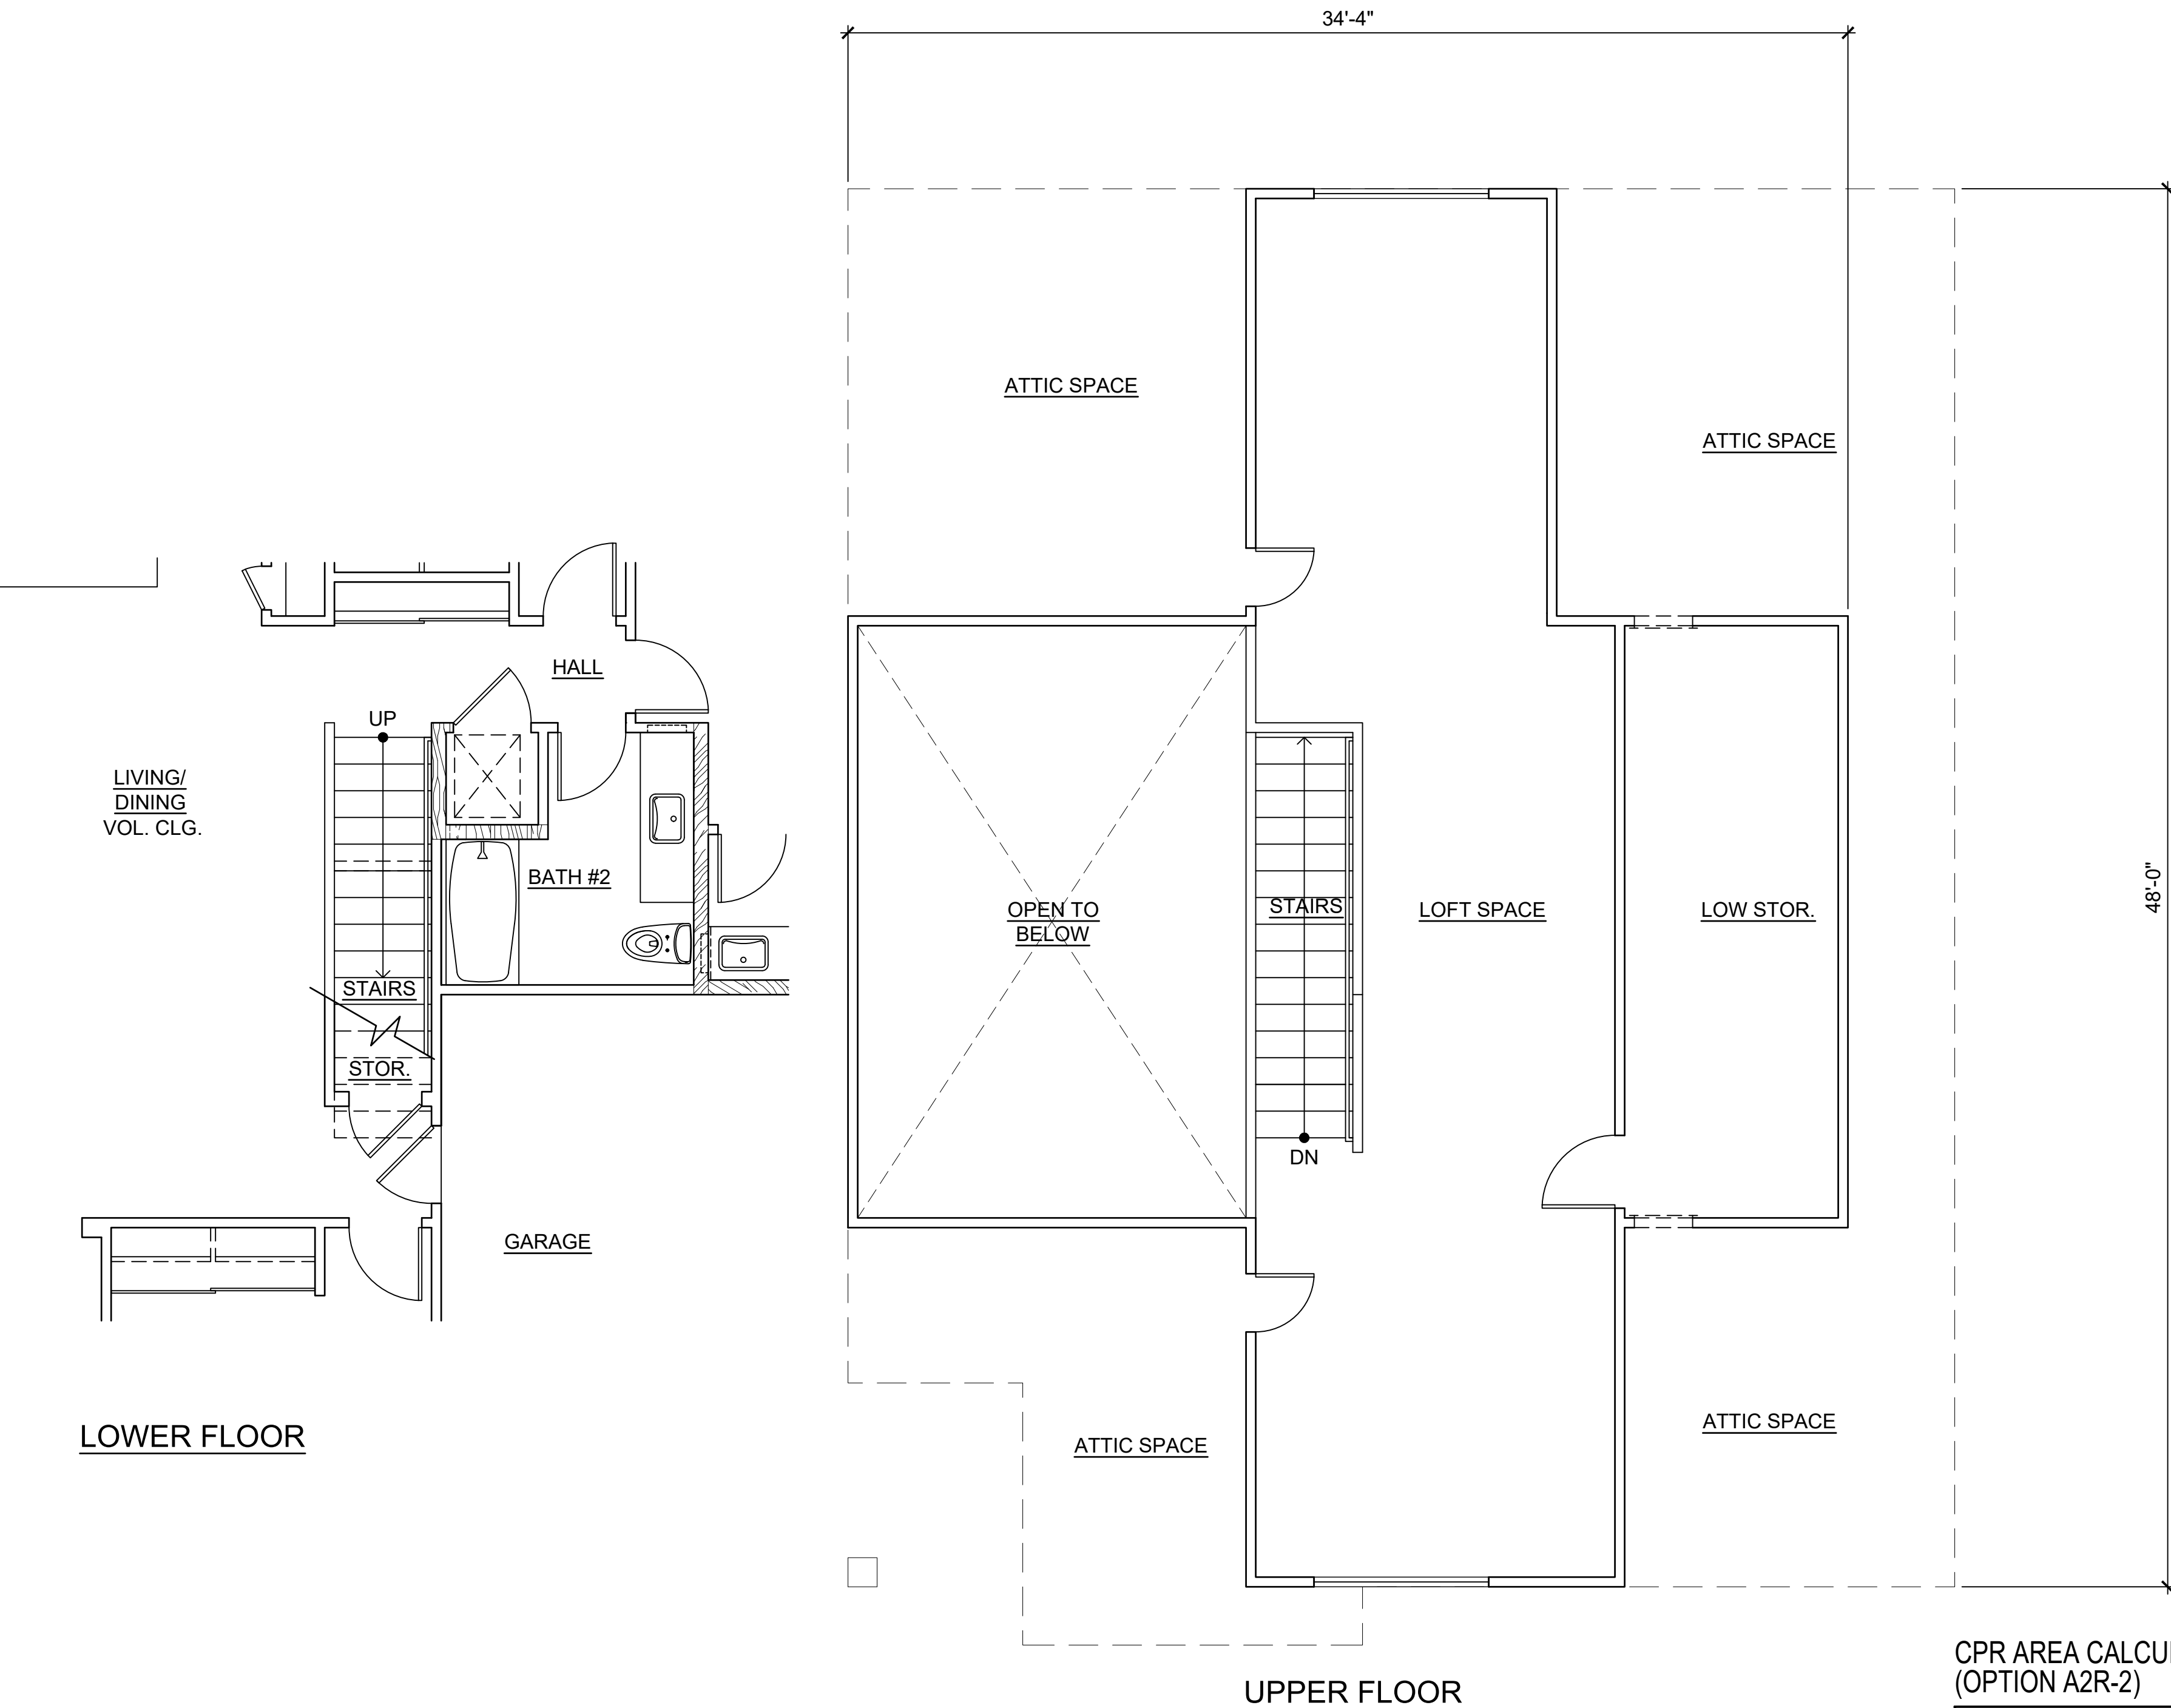 34'-4"
ATTIC SPACE
ATTIC SPACE
HALL
UP
LIVING/
DINING
VOL. CLG.
BATH #2
OPEN TO
BELOW
STAIRS
LOFT SPACE
LOW STOR.
48'-0"
STAIRS
STOR.
DN
GARAGE
ATTIC SPACE
ATTIC SPACE
LOWER FLOOR
UPPER FLOOR
CPR AREA
(OPTION A2R-2)